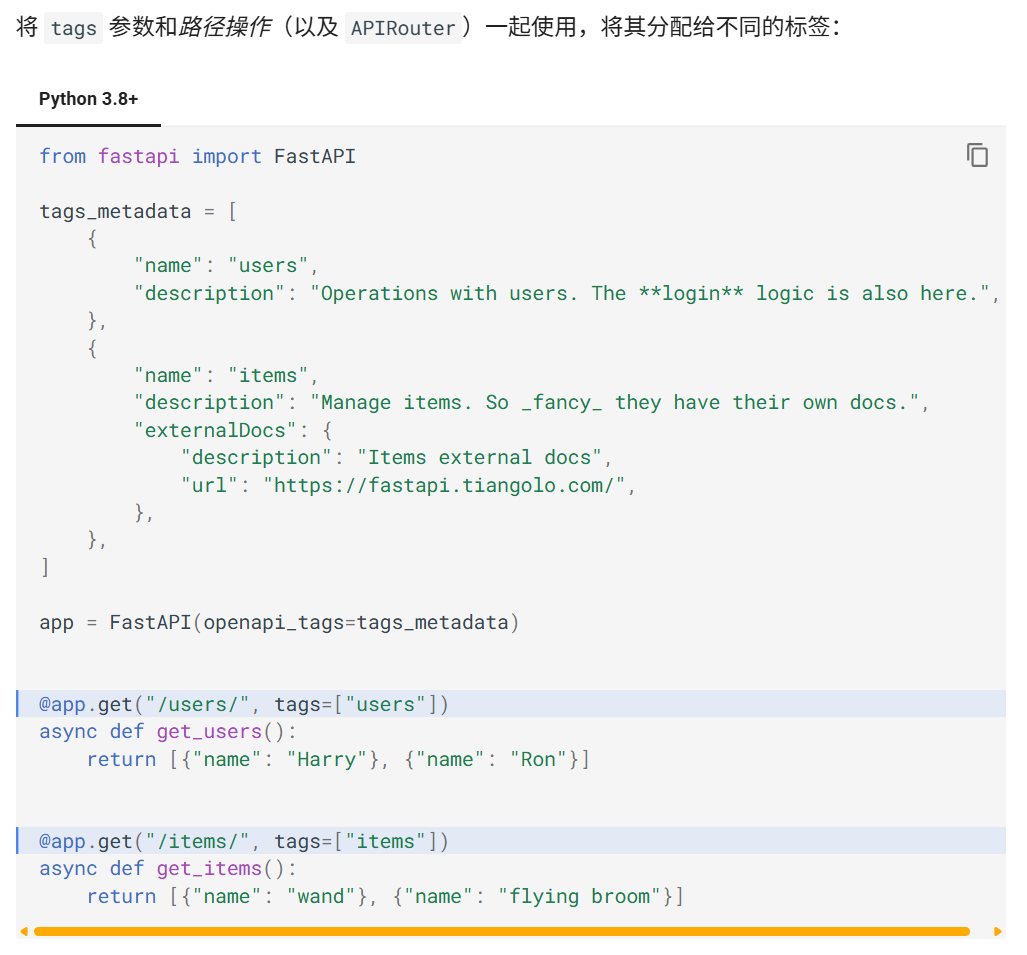 将 tags 参数和路径操作（以及 APIRouter）一起使用，将其分配给不同的标签：
Python 3.8+
from fastapi import FastAPI
tags_metadata = [
    {
        "name": "users",
        "description": "Operations with users. The **login** logic is also here.",
    },
    {
        "name": "items",
        "description": "Manage items. So _fancy_ they have their own docs.",
        "externalDocs": {
            "description": "Items external docs",
            "url": "https://fastapi.tiangolo.com/",
        },
    },
]
app = FastAPI(openapi_tags=tags_metadata)
@app.get("/users/", tags=["users"])
async def get_users():
    return [{"name": "Harry"}, {"name": "Ron"}]
@app.get("/items/", tags=["items"])
async def get_items():
    return [{"name": "wand"}, {"name": "flying broom"}]